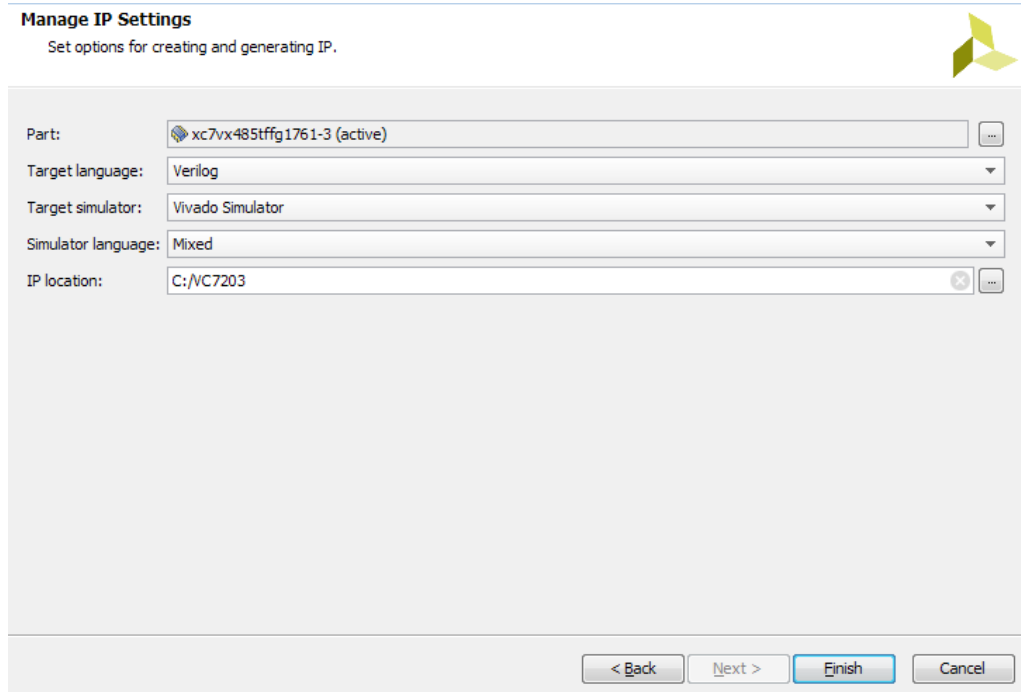 Manage IP Settings
Set options for creating and generating IP.
Part: xc7vx485tffg1761-3 (active) ...
Target language: Verilog
Target simulator: Vivado Simulator
Simulator language: Mixed
IP location: C:/VC7203 ...
< Back Next > Finish Cancel